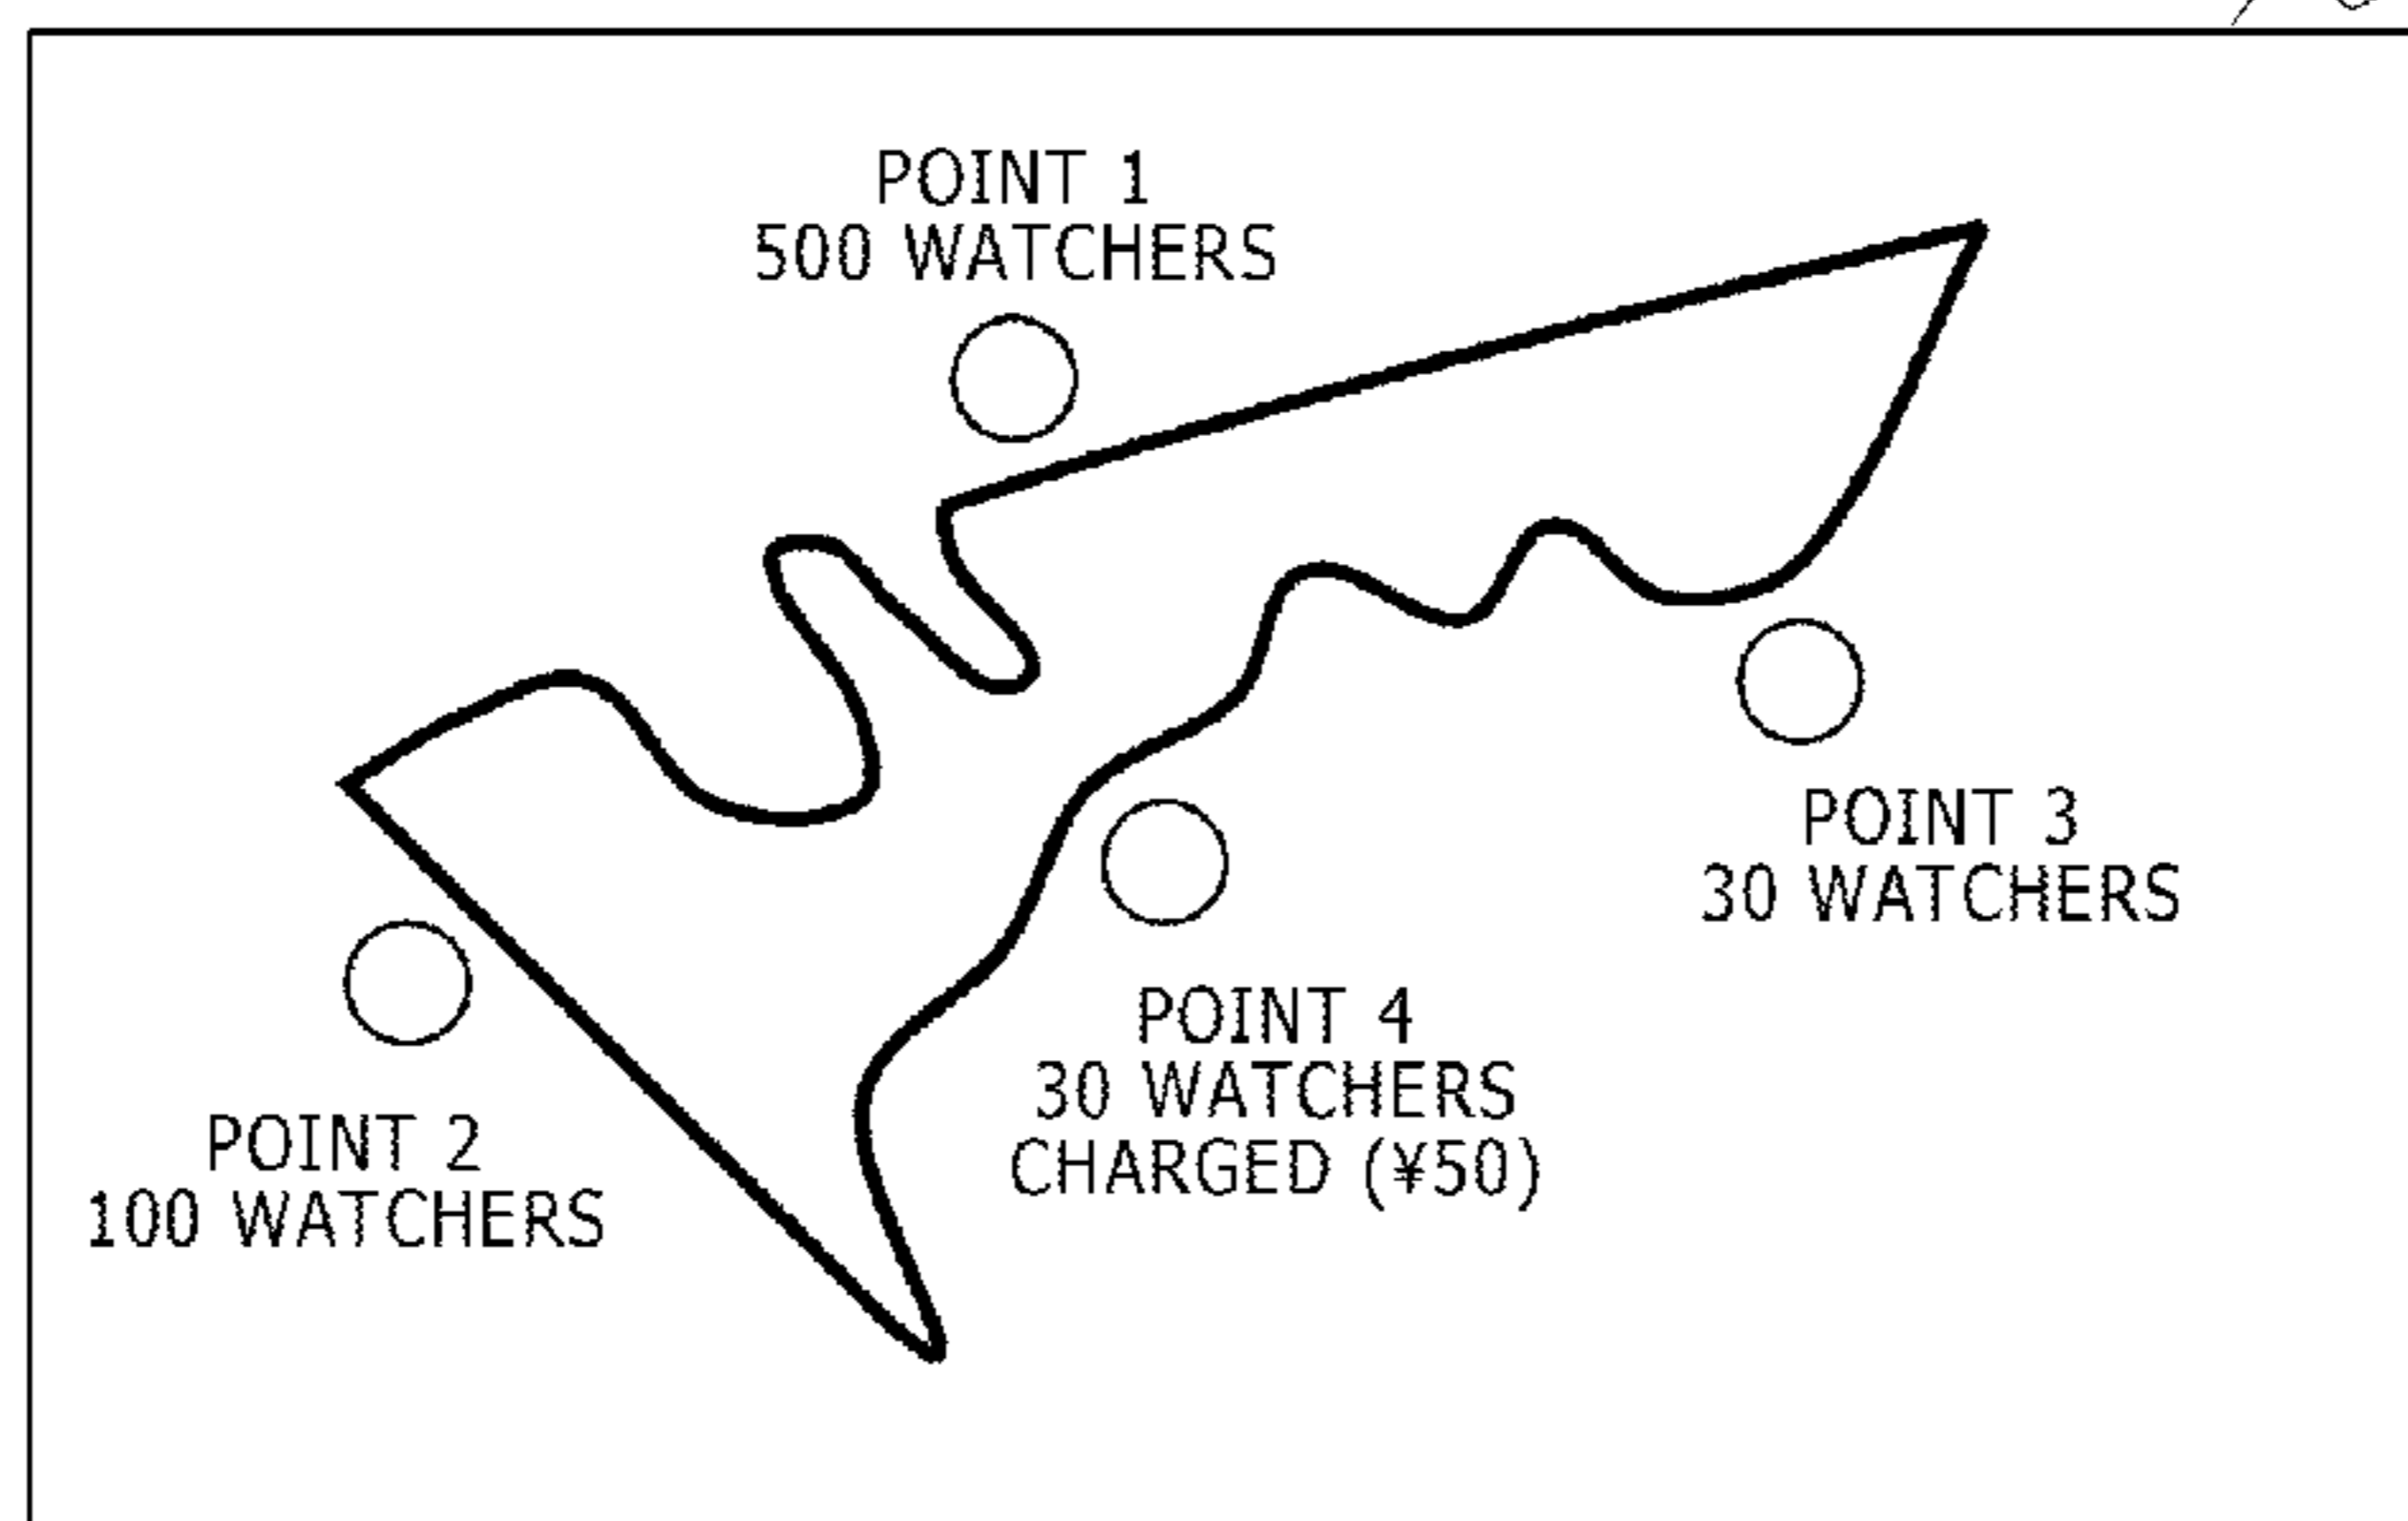 POINT 1
500 WATCHERS
POINT 3
30 WATCHERS
POINT 4
30 WATCHERS
CHARGED (¥50)
POINT 2
100 WATCHERS